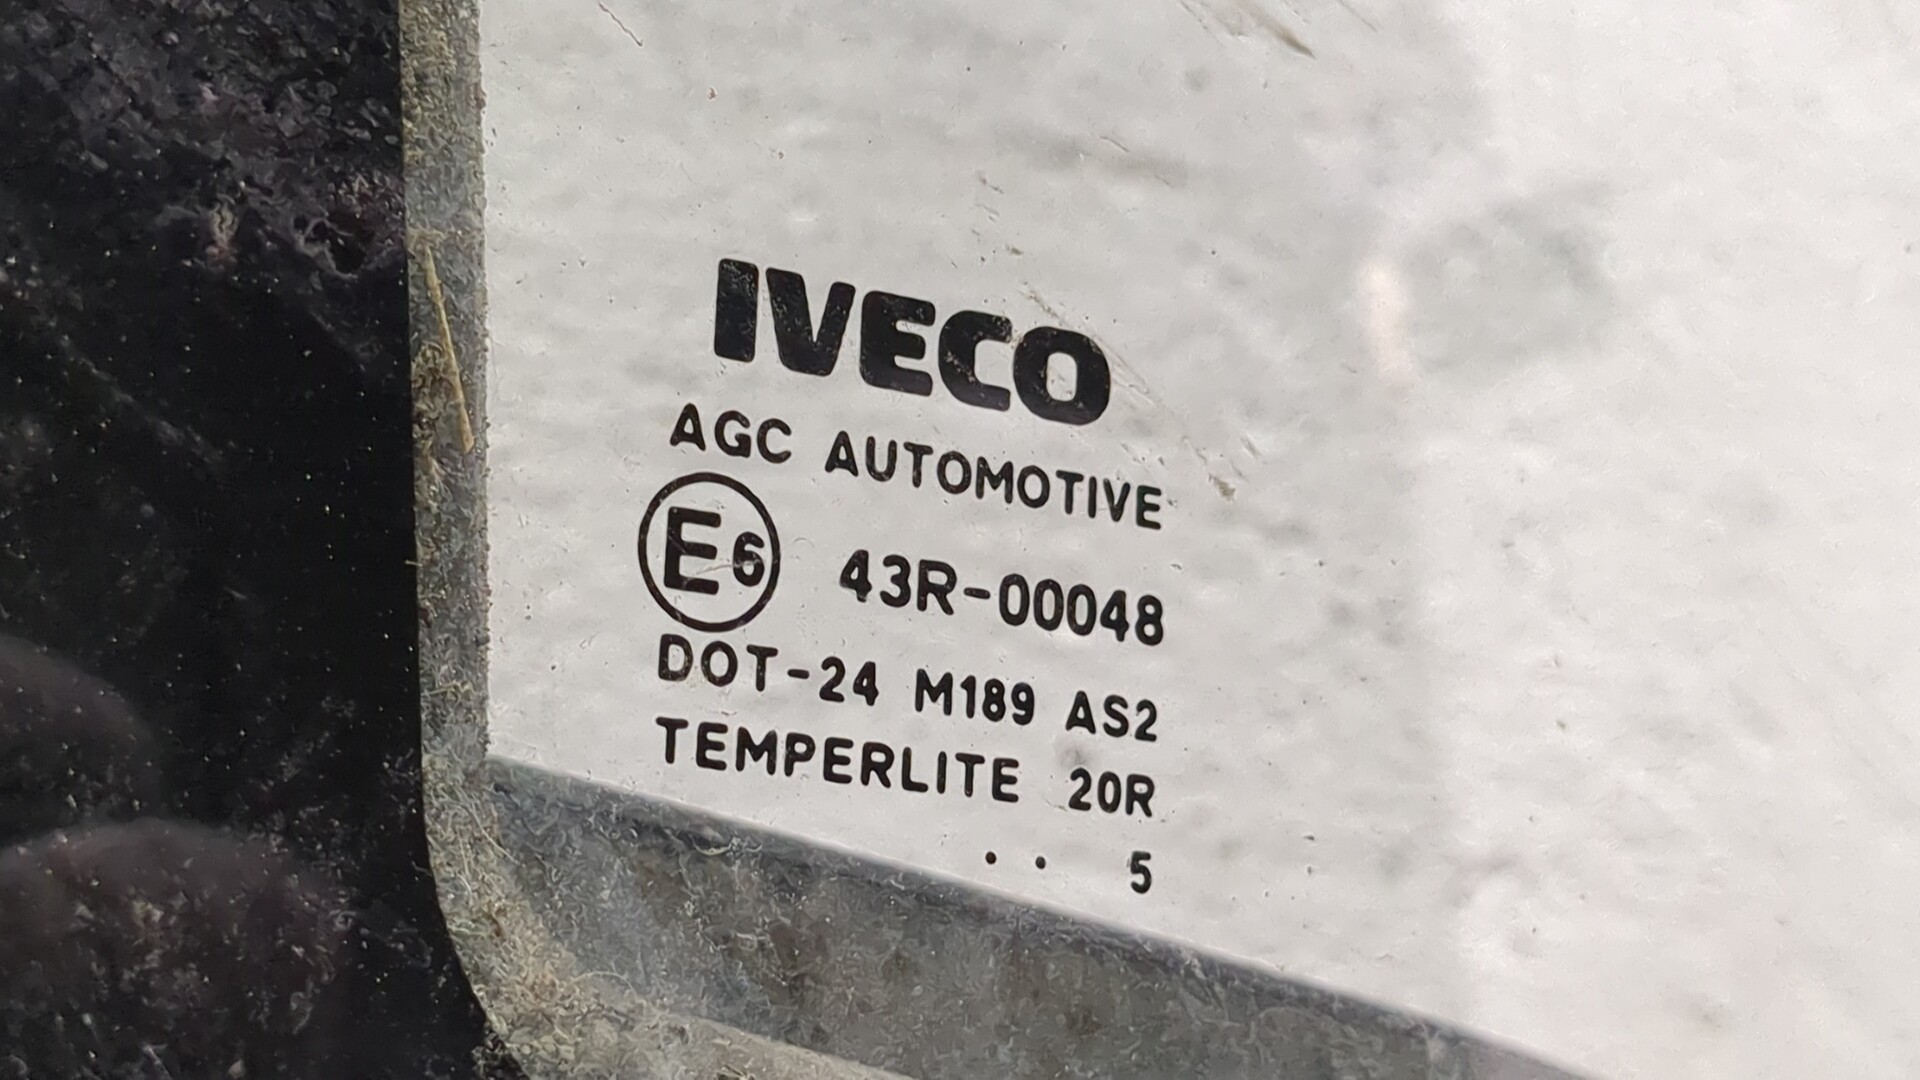 IVECO
AGC AUTOMOTIVE
E6 43R-00048
DOT-24 M189 AS2
TEMPERLITE 20R
. . 5